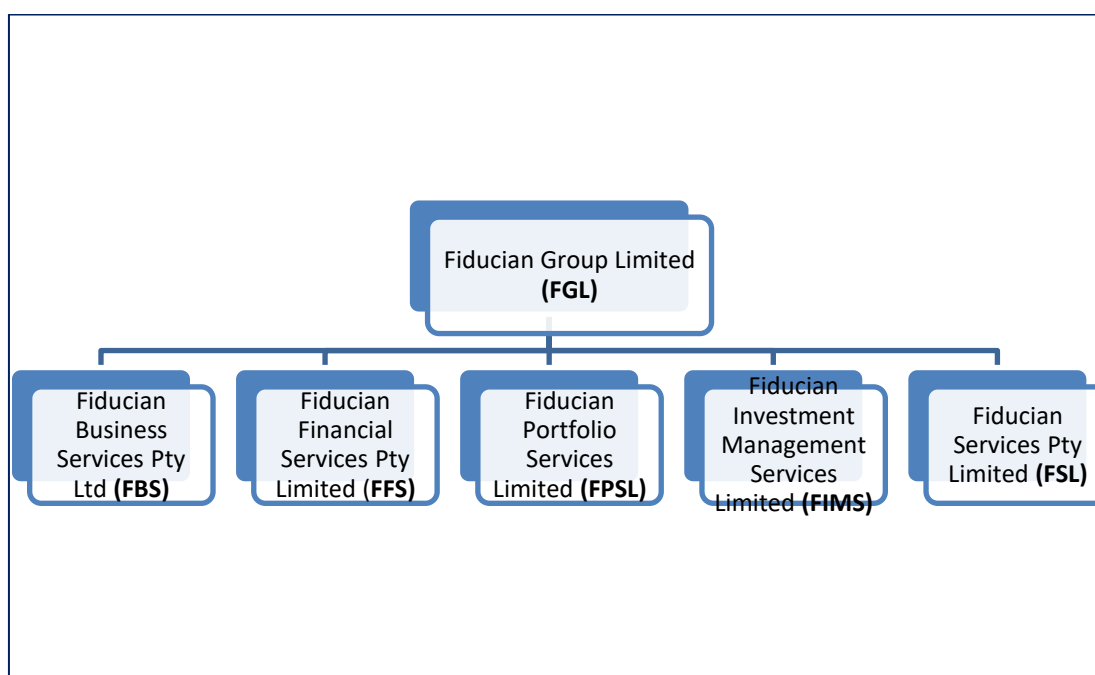 Fiducian Group Limited
(FGL)
Fiducian
Business
Services Pty
Ltd (FBS)
Fiducian
Financial
Services Pty
Limited (FFS)
Fiducian
Portfolio
Services
Limited (FPSL)
Fiducian
Investment
Management
Services
Limited (FIMS)
Fiducian
Services Pty
Limited (FSL)